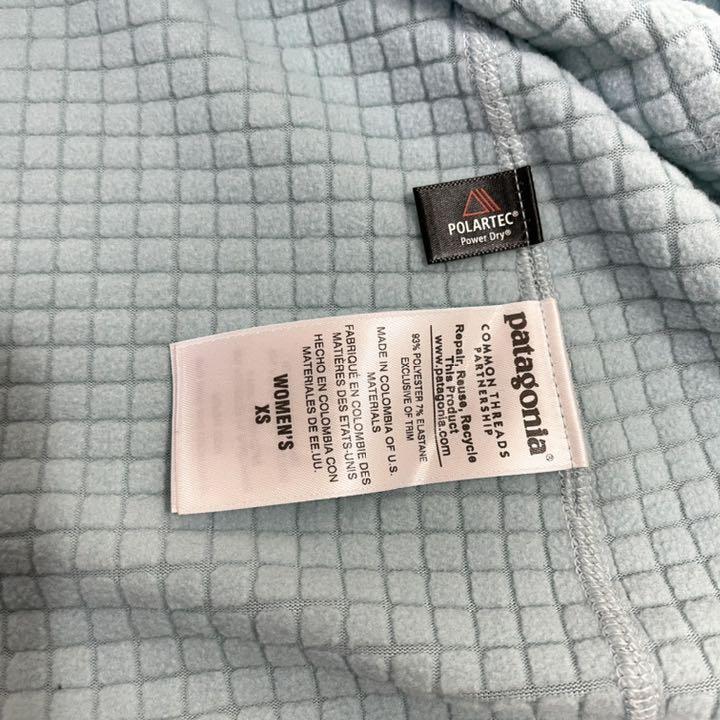 POLARTEC®
Power Dry®
patagonia®
COMMON THREADS
PARTNERSHIP
Repair, Reuse, Recycle
This Product
www.patagonia.com
93% POLYESTER 7% ELASTANE
EXCLUSIVE OF TRIM
MADE IN COLOMBIA OF U.S.
MATERIALS
FABRIQUÉ EN COLOMBIE DES
MATIÈRES DES ETATS-UNIS
HECHO EN COLOMBIA CON
MATERIALES DE EE.UU.
WOMEN'S
XS